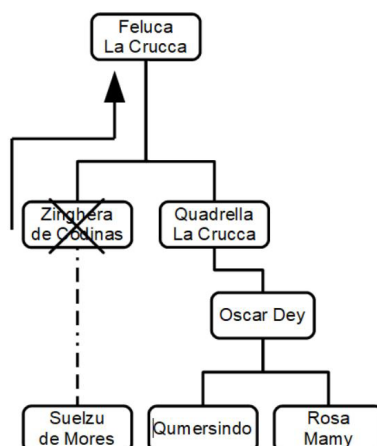 Feluca
La Crucca
Zinghera
de Codinas
Quadrella
La Crucca
Oscar Dey
Suelzu
de Mores
Qumersindo
Rosa
Mamy